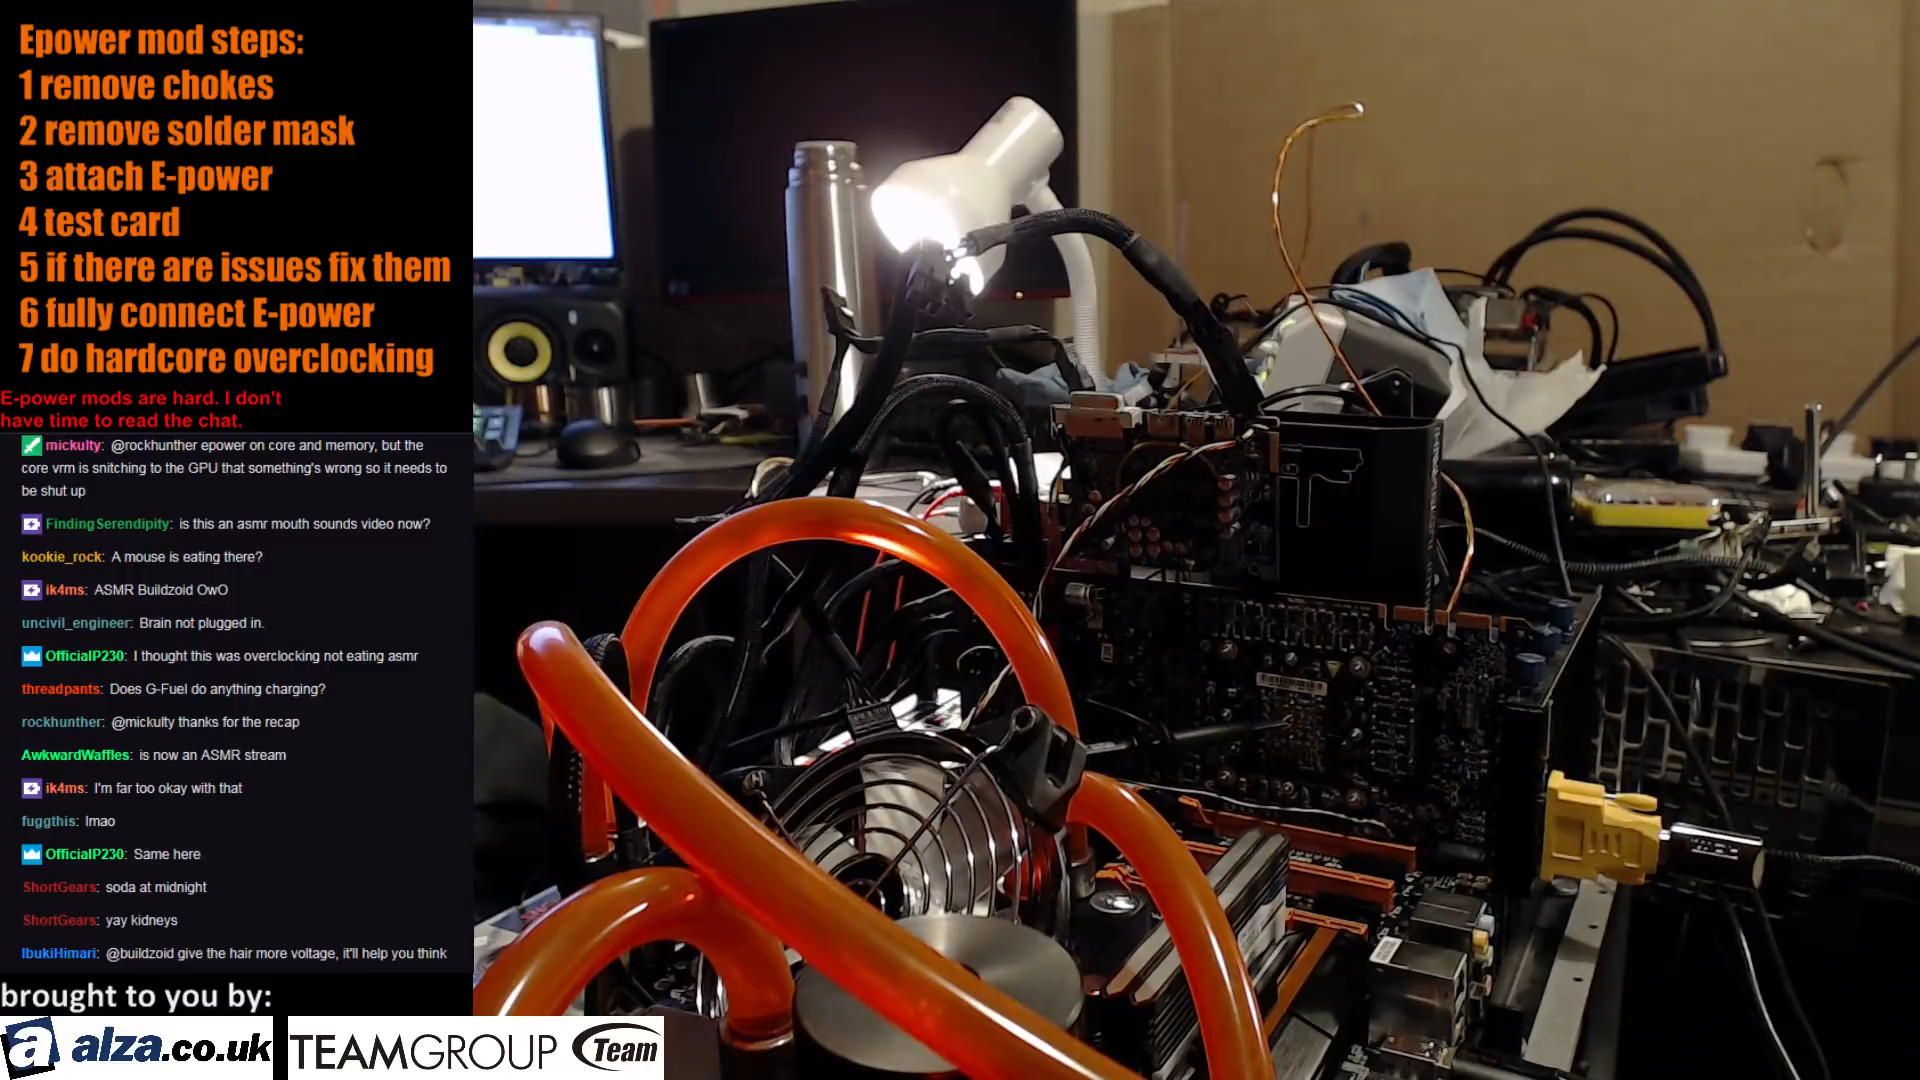 Epower mod steps:
1 remove chokes
2 remove solder mask
3 attach E-power
4 test card
5 if there are issues fix them
6 fully connect E-power
7 do hardcore overclocking
E-power mods are hard. I don't
have time to read the chat.
mickulty: @rockhunther epower on core and memory, but the
core vrm is snitching to the GPU that something's wrong so it needs to
be shut up
FindingSerendipity: is this an asmr mouth sounds video now?
kookie_rock: A mouse is eating there?
ik4ms: ASMR Buildzoid OwO
uncivil_engineer: Brain not plugged in.
OfficialP230: I thought this was overclocking not eating asmr
threadpants: Does G-Fuel do anything charging?
rockhunther: @mickulty thanks for the recap
AwkwardWaffles: is now an ASMR stream
ik4ms: I'm far too okay with that
fuggthis: lmao
OfficialP230: Same here
ShortGears: soda at midnight
ShortGears: yay kidneys
IbukiHimari: @buildzoid give the hair more voltage, it'll help you think
brought to you by:
a alza.co.uk TEAMGROUP Team